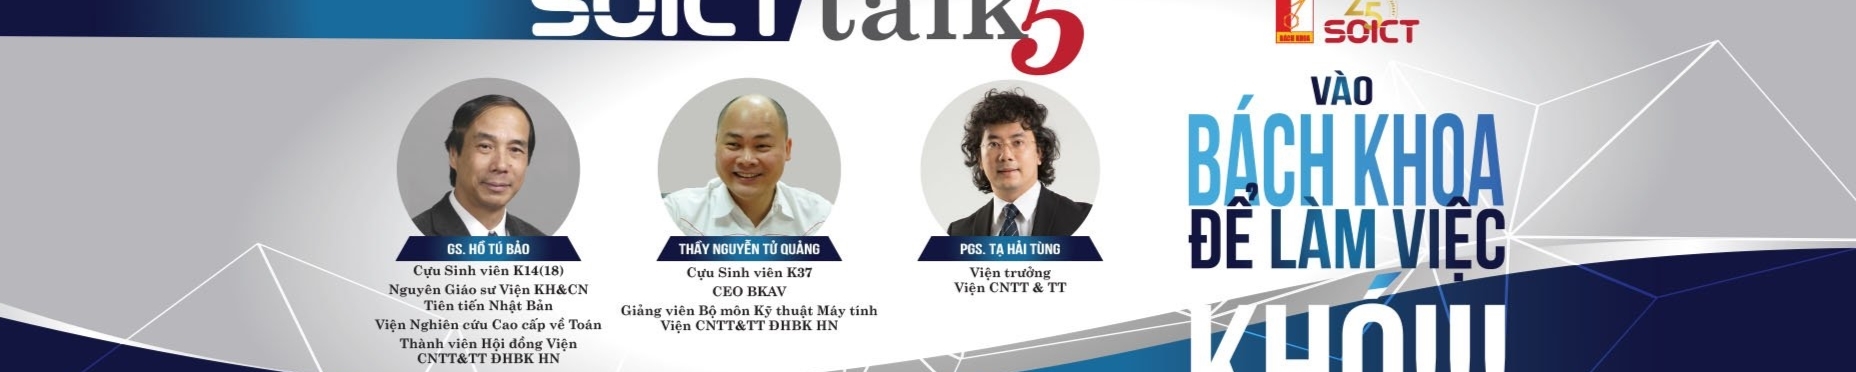 SOICT talk 5
BÁCH KHOA
25
SOICT
GS. HỒ TÚ BẢO
Cựu Sinh viên K14(18)
Nguyên Giáo sư Viện KH&CN
Tiên tiến Nhật Bản
Viện Nghiên cứu Cao cấp về Toán
Thành viên Hội đồng Viện
CNTT&TT ĐHBK HN
THẦY NGUYỄN TỬ QUẢNG
Cựu Sinh viên K37
CEO BKAV
Giảng viên Bộ môn Kỹ thuật Máy tính
Viện CNTT&TT ĐHBK HN
PGS. TẠ HẢI TÙNG
Viện trưởng
Viện CNTT & TT
VÀO
BÁCH KHOA
ĐỂ LÀM VIỆC
KHÓ!!!